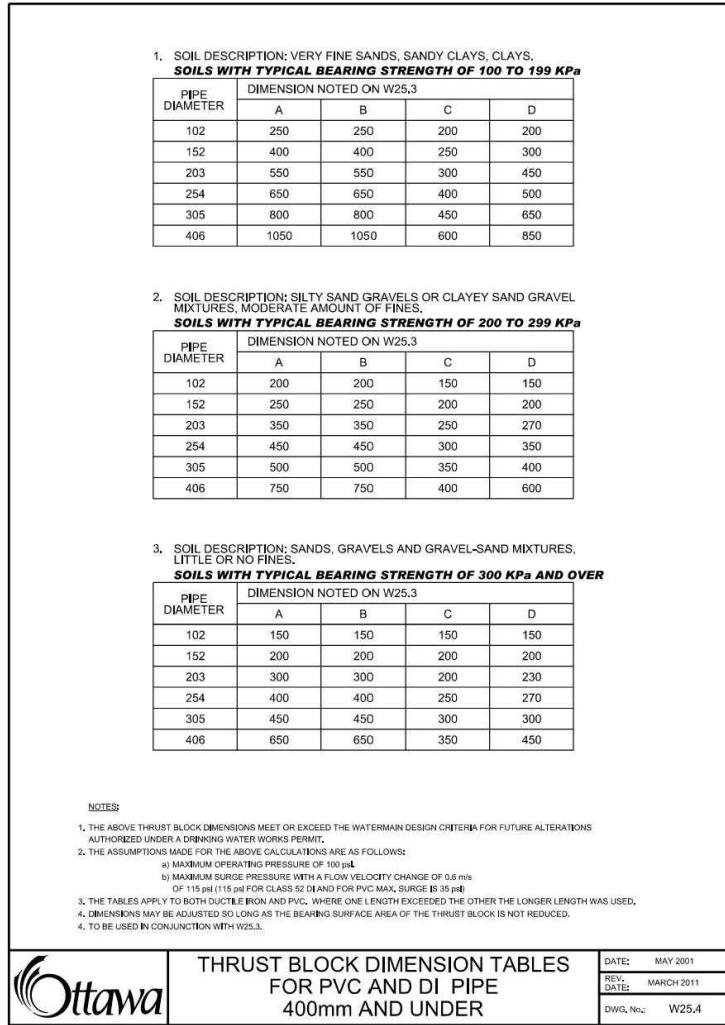 1. SOIL DESCRIPTION: VERY FINE SANDS, SANDY CLAYS, CLAYS.
SOILS WITH TYPICAL BEARING STRENGTH OF 100 TO 199 KPa
PIPE DIAMETER DIMENSION NOTED ON W25.3
A B C D
102 250 250 200 200
152 400 400 250 300
203 550 550 300 450
254 650 650 400 500
305 800 800 450 650
406 1050 1050 600 850
2. SOIL DESCRIPTION: SILTY SAND GRAVELS OR CLAYEY SAND GRAVEL
MIXTURES, MODERATE AMOUNT OF FINES.
SOILS WITH TYPICAL BEARING STRENGTH OF 200 TO 299 KPa
PIPE DIAMETER DIMENSION NOTED ON W25.3
A B C D
102 200 200 150 150
152 250 250 200 200
203 350 350 250 270
254 450 450 300 350
305 500 500 350 400
406 750 750 400 600
3. SOIL DESCRIPTION: SANDS, GRAVELS AND GRAVEL-SAND MIXTURES,
LITTLE OR NO FINES.
SOILS WITH TYPICAL BEARING STRENGTH OF 300 KPa AND OVER
PIPE DIAMETER DIMENSION NOTED ON W25.3
A B C D
102 150 150 150 150
152 200 200 200 200
203 300 300 200 230
254 400 400 250 270
305 450 450 300 300
406 650 650 350 450
NOTES:
1. THE ABOVE THRUST BLOCK DIMENSIONS MEET OR EXCEED THE WATERMAIN DESIGN CRITERIA FOR FUTURE ALTERATIONS
AUTHORIZED UNDER A DRINKING WATER WORKS PERMIT.
2. THE ASSUMPTIONS MADE FOR THE ABOVE CALCULATIONS ARE AS FOLLOWS:
a) MAXIMUM OPERATING PRESSURE OF 100 psi.
b) MAXIMUM SURGE PRESSURE WITH A FLOW VELOCITY CHANGE OF 0.6 m/s
OF 115 psi (115 psi FOR CLASS 52 DI AND FOR PVC MAX. SURGE IS 35 psi)
3. THE TABLES APPLY TO BOTH DUCTILE IRON AND PVC. WHERE ONE LENGTH EXCEEDED THE OTHER THE LONGER LENGTH WAS USED.
4. DIMENSIONS MAY BE ADJUSTED SO LONG AS THE BEARING SURFACE AREA OF THE THRUST BLOCK IS NOT REDUCED.
4. TO BE USED IN CONJUNCTION WITH W25.3.
Ottawa
THRUST BLOCK DIMENSION TABLES
FOR PVC AND DI PIPE
400mm AND UNDER
DATE: MAY 2001
REV. DATE: MARCH 2011
DWG. No.: W25.4